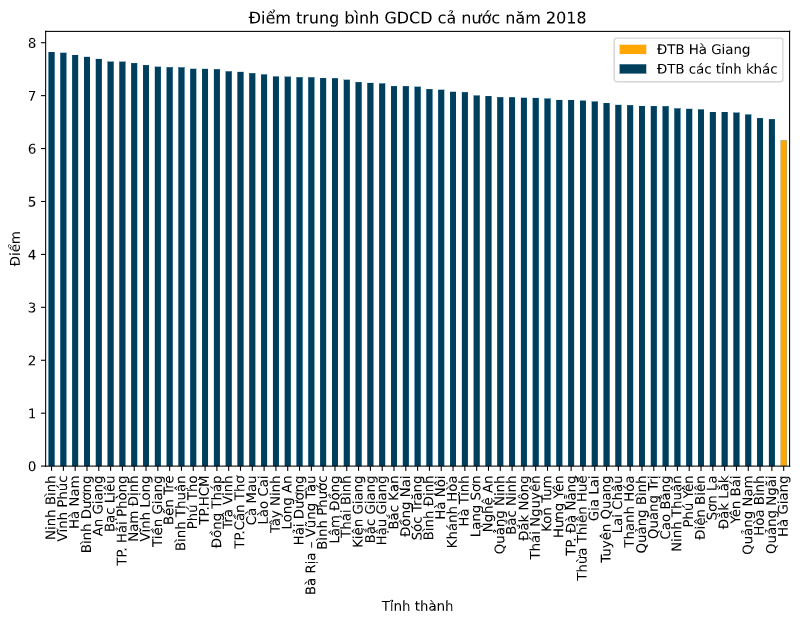 Điểm trung bình GDCD cả nước năm 2018
ĐTB Hà Giang
ĐTB các tỉnh khác
Điểm
8
7
6
5
4
3
2
1
0
Ninh Bình
Vĩnh Phúc
Hà Nam
Bình Dương
An Giang
Bạc Liêu
TP. Hải Phòng
Nam Định
Vĩnh Long
Tiền Giang
Bến Tre
Bình Thuận
Phú Thọ
TP.HCM
Đồng Tháp
Trà Vinh
TP.Cần Thơ
Cà Mau
Lào Cai
Tây Ninh
Long An
Hải Dương
Bà Rịa – Vũng Tàu
Bình Phước
Lâm Đồng
Thái Bình
Kiên Giang
Bắc Giang
Hậu Giang
Bắc Kạn
Đồng Nai
Sóc Trăng
Bình Định
Hà Nội
Khánh Hòa
Hà Tĩnh
Lạng Sơn
Nghệ An
Quảng Ninh
Bắc Ninh
Đắk Nông
Thái Nguyên
Kon Tum
Hưng Yên
TP. Đà Nẵng
Thừa Thiên Huế
Gia Lai
Tuyên Quang
Lai Châu
Thanh Hóa
Quảng Bình
Quảng Trị
Cao Bằng
Ninh Thuận
Phú Yên
Điện Biên
Sơn La
Đắk Lắk
Yên Bái
Quảng Nam
Hòa Bình
Quảng Ngãi
Hà Giang
Tỉnh thành